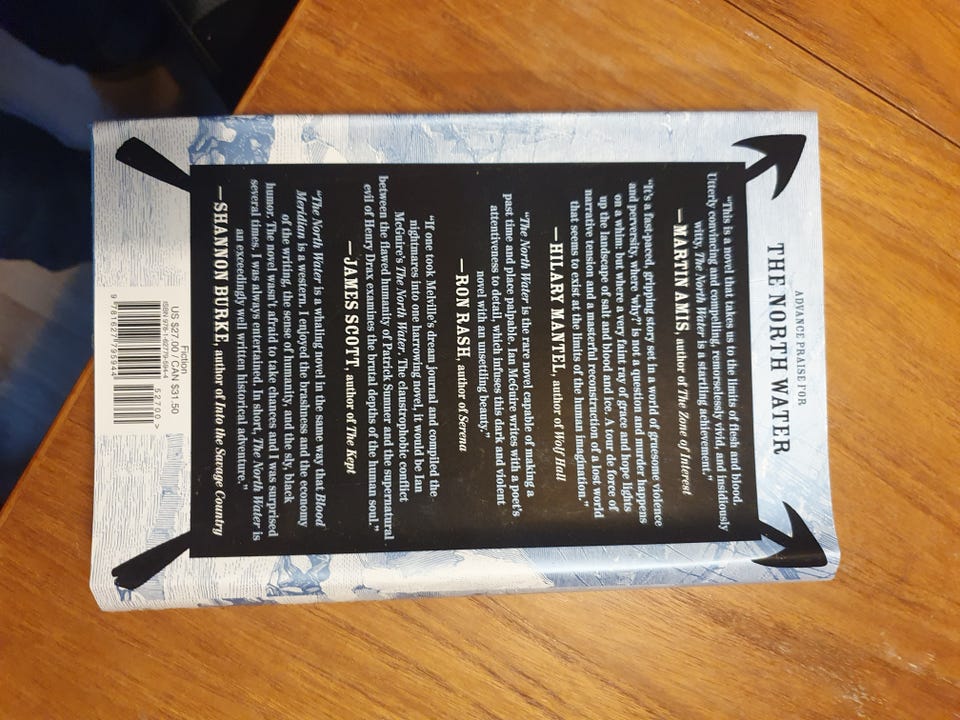 ADVANCE PRAISE FOR
THE NORTH WATER
"This is a novel that takes us to the limits of flesh and blood.
Utterly convincing and compelling, remorselessly vivid, and insidiously
witty, The North Water is a startling achievement."
—MARTIN AMIS, author of The Zone of Interest
"It's a fast-paced, gripping story set in a world of gruesome violence
and perversity, where 'why?' is not a question and murder happens
on a whim: but where a very faint ray of grace and hope lights
up the landscape of salt and blood and ice. A tour de force of
narrative tension and a masterful reconstruction of a lost world
that seems to exist at the limits of the human imagination."
—HILARY MANTEL, author of Wolf Hall
"The North Water is the rare novel capable of making a
past time and place palpable. Ian McGuire writes with a poet's
attentiveness to detail, which infuses this dark and violent
novel with an unsettling beauty."
—RON RASH, author of Serena
"If one took Melville's dream journal and compiled the
nightmares into one harrowing novel, it would be Ian
McGuire's The North Water. The claustrophobic conflict
between the flawed humanity of Patrick Sumner and the supernatural
evil of Henry Drax examines the brutal depths of the human soul."
—JAMES SCOTT, author of The Kept
"The North Water is a whaling novel in the same way that Blood
Meridian is a western. I enjoyed the brashness and the economy
of the writing, the sense of humanity, and the sly, black
humor. The novel wasn't afraid to take chances and I was surprised
several times. I was always entertained. In short, The North Water is
an exceedingly well written historical adventure."
—SHANNON BURKE, author of Into the Savage Country
Fiction
US $27.00 / CAN $31.50
ISBN 978-1-62779-594-4
52700>
9 781627 795944